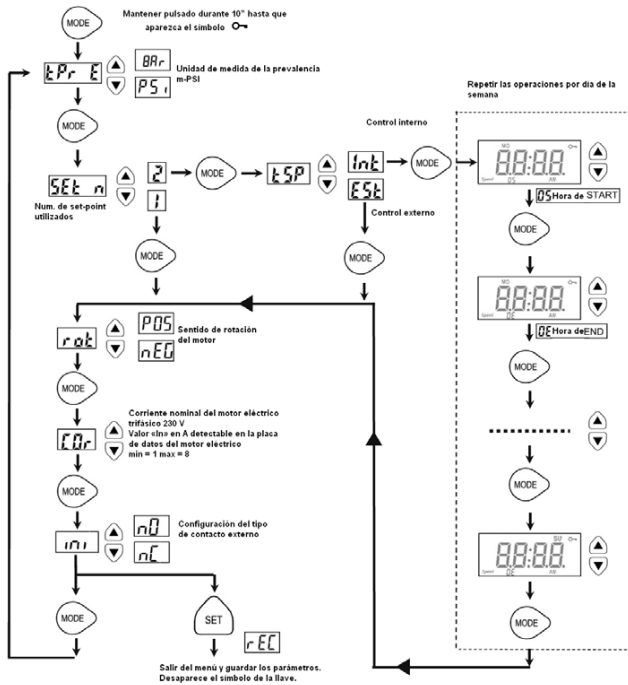 MODE
Mantener pulsado durante 10" hasta que
aparezca el símbolo
tPr E
BAr
PSi
Unidad de medida de la prevalencia
m-PSI
MODE
SEt n
2
1
Num. de set-point
utilizados
MODE
tSP
Int
ESt
Control interno
Control externo
MODE
MODE
MODE
Repetir las operaciones por día de la
semana
MO
88:88
Speed
OS
AM
OS Hora de START
MODE
MO
88:88
Speed
OE
AM
OE Hora de END
MODE
MODE
SU
88:88
Speed
OE
AM
MODE
rot
POS
nEG
Sentido de rotación
del motor
MODE
COr
Corriente nominal del motor eléctrico
trifásico 230 V
Valor «In» en A detectable en la placa
de datos del motor eléctrico
min = 1 max = 8
MODE
ini
nO
nC
Configuración del tipo
de contacto externo
MODE
SET
rEC
Salir del menú y guardar los parámetros.
Desaparece el símbolo de la llave.